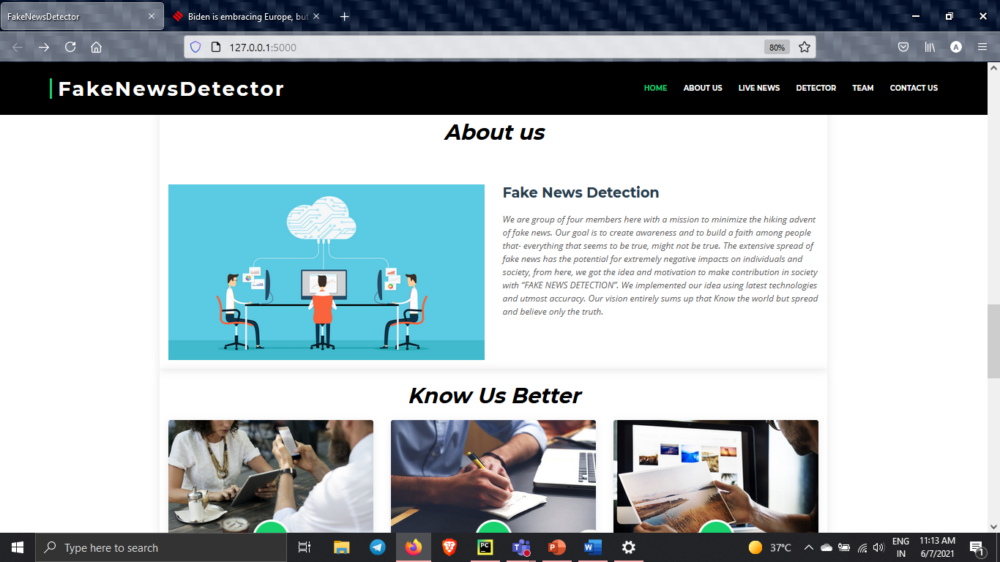 FakeNewsDetector
Biden is embracing Europe, but
127.0.0.1:5000
80%
A
FakeNewsDetector
HOME ABOUT US LIVE NEWS DETECTOR TEAM CONTACT US
About us
Fake News Detection
We are group of four members here with a mission to minimize the hiking advent
of fake news. Our goal is to create awareness and to build a faith among people
that- everything that seems to be true, might not be true. The extensive spread of
fake news has the potential for extremely negative impacts on individuals and
society, from here, we got the idea and motivation to make contribution in society
with “FAKE NEWS DETECTION”. We implemented our idea using latest technologies
and utmost accuracy. Our vision entirely sums up that Know the world but spread
and believe only the truth.
Know Us Better
Type here to search
PC
37°C
ENG
IN
11:13 AM
6/7/2021
1